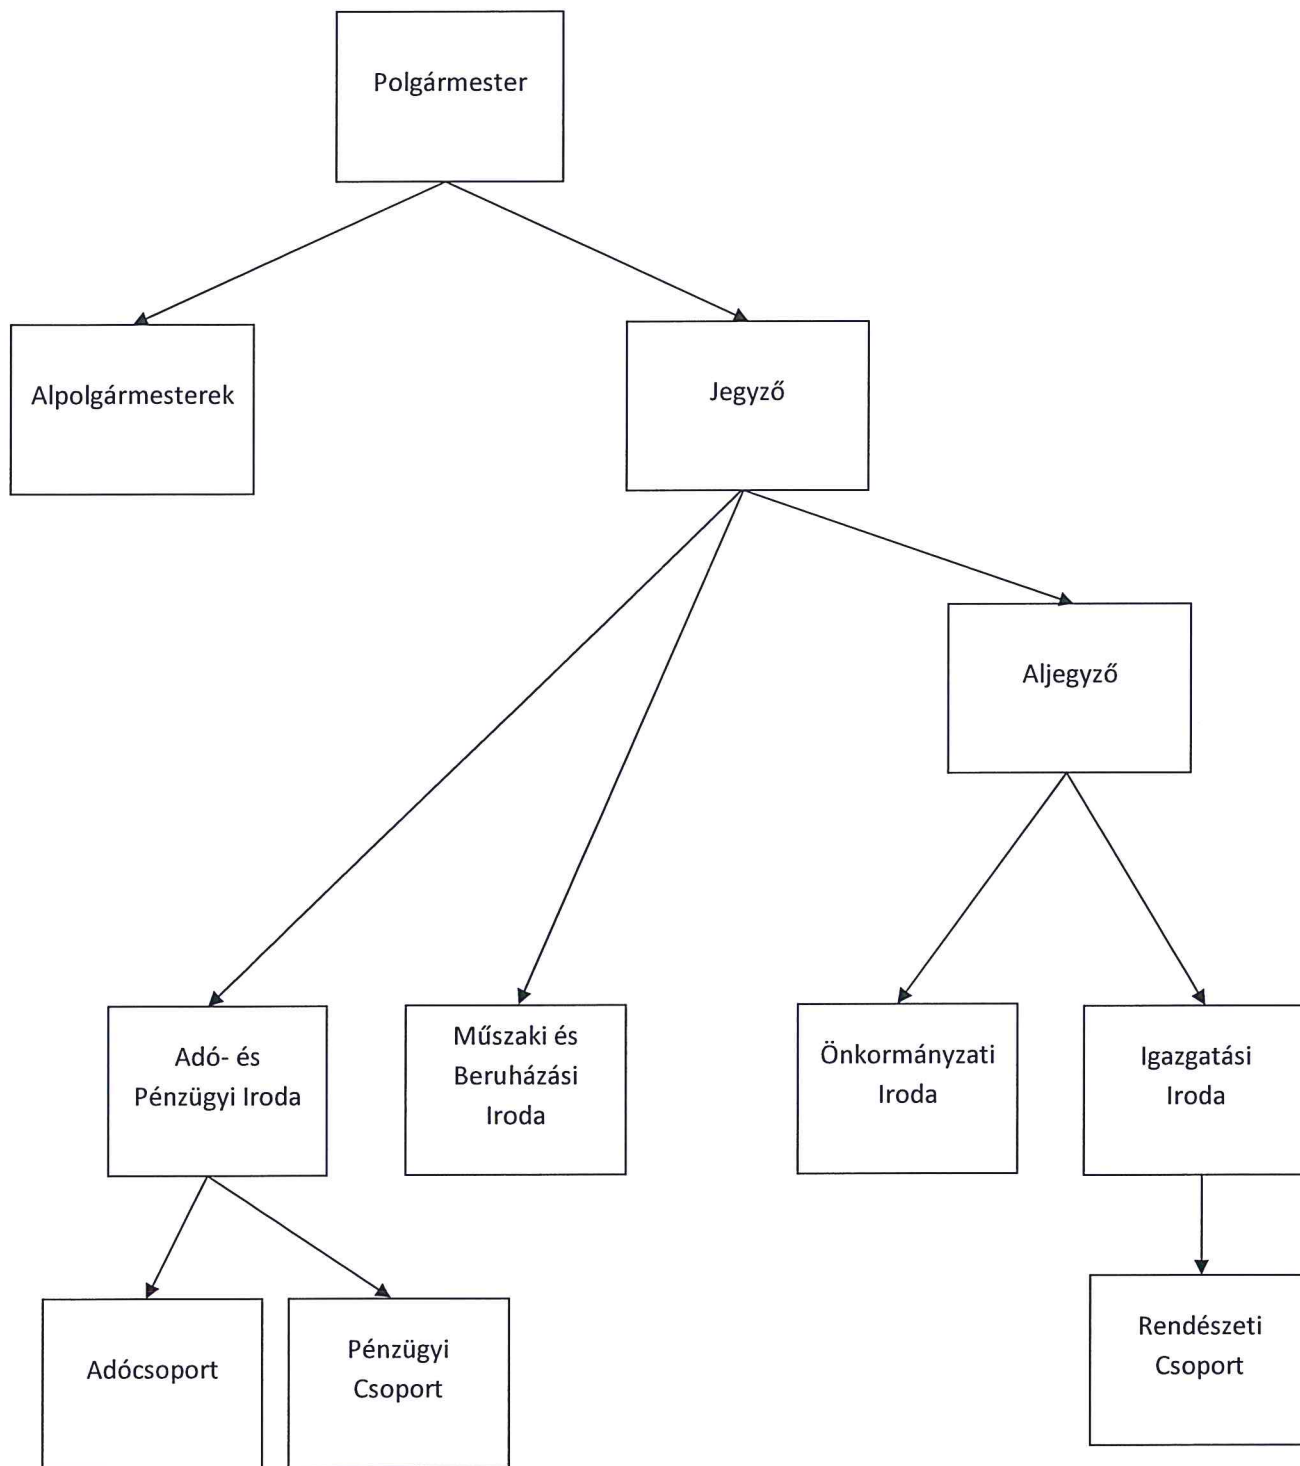 Polgármester
Alpolgármesterek
Jegyző
Aljegyző
Adó- és
Pénzügyi Iroda
Műszaki és
Beruházási
Iroda
Önkormányzati
Iroda
Igazgatási
Iroda
Adócsoport
Pénzügyi
Csoport
Rendészeti
Csoport